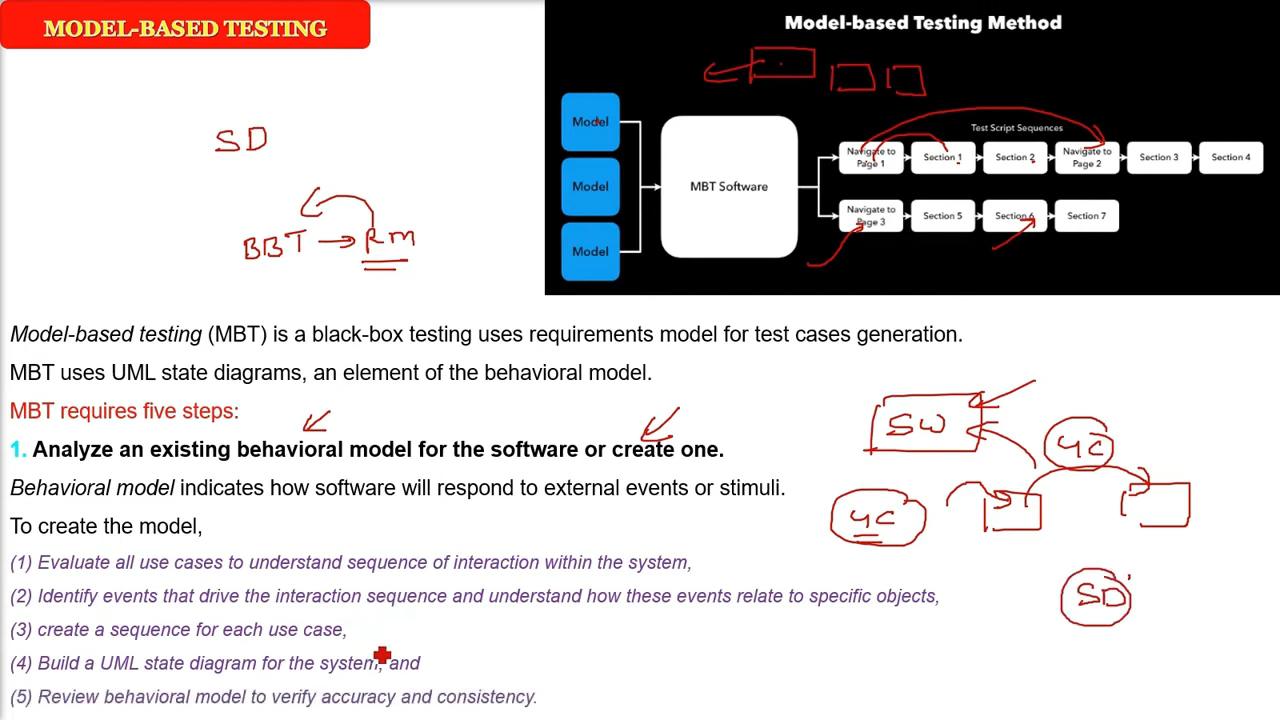 MODEL-BASED TESTING
Model-based Testing Method
SD
BBT → RM
Model
Model
Model
MBT Software
Test Script Sequences
Navigate to
Page 1
Section 1
Section 2
Navigate to
Page 2
Section 3
Section 4
Navigate to
Page 3
Section 5
Section 6
Section 7
Model-based testing (MBT) is a black-box testing uses requirements model for test cases generation.
MBT uses UML state diagrams, an element of the behavioral model.
MBT requires five steps:
1. Analyze an existing behavioral model for the software or create one.
Behavioral model indicates how software will respond to external events or stimuli.
To create the model,
(1) Evaluate all use cases to understand sequence of interaction within the system,
(2) Identify events that drive the interaction sequence and understand how these events relate to specific objects,
(3) create a sequence for each use case,
(4) Build a UML state diagram for the system, and
(5) Review behavioral model to verify accuracy and consistency.
SW
UC
UC
SD